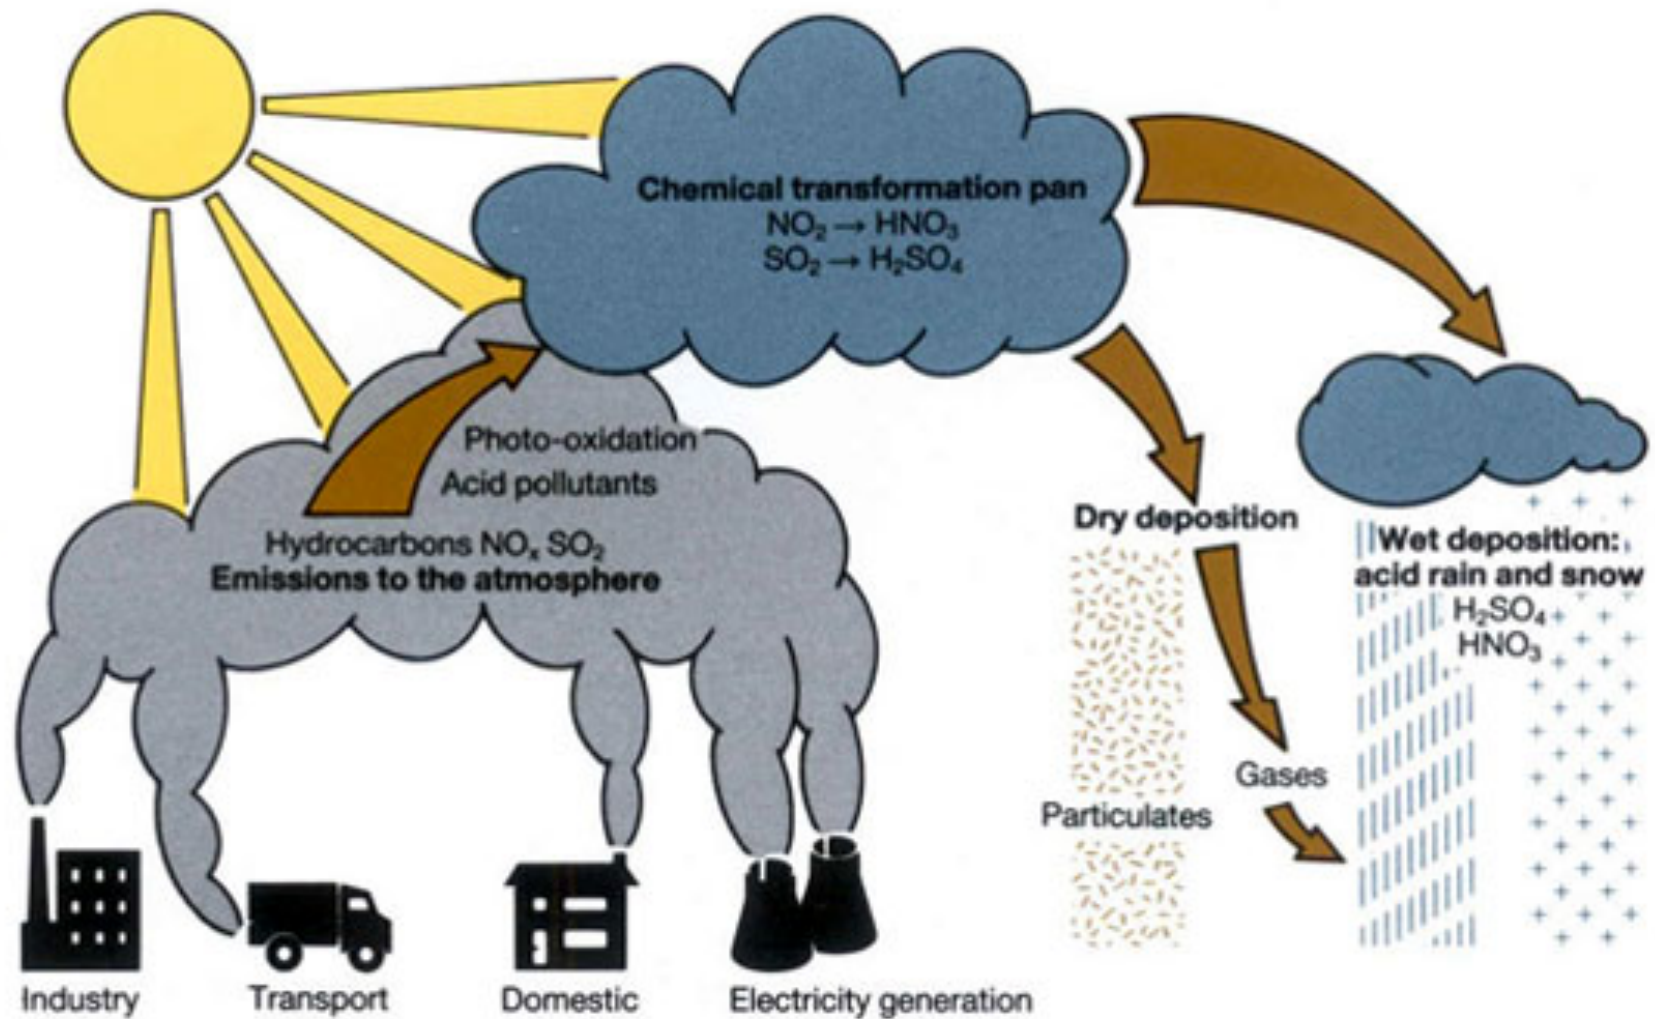 Chemical transformation pan
NO₂ → HNO₃
SO₂ → H₂SO₄
Photo-oxidation
Acid pollutants
Hydrocarbons NOₓ SO₂
Emissions to the atmosphere
Dry deposition
Wet deposition:
acid rain and snow
H₂SO₄
HNO₃
Gases
Particulates
Industry
Transport
Domestic
Electricity generation